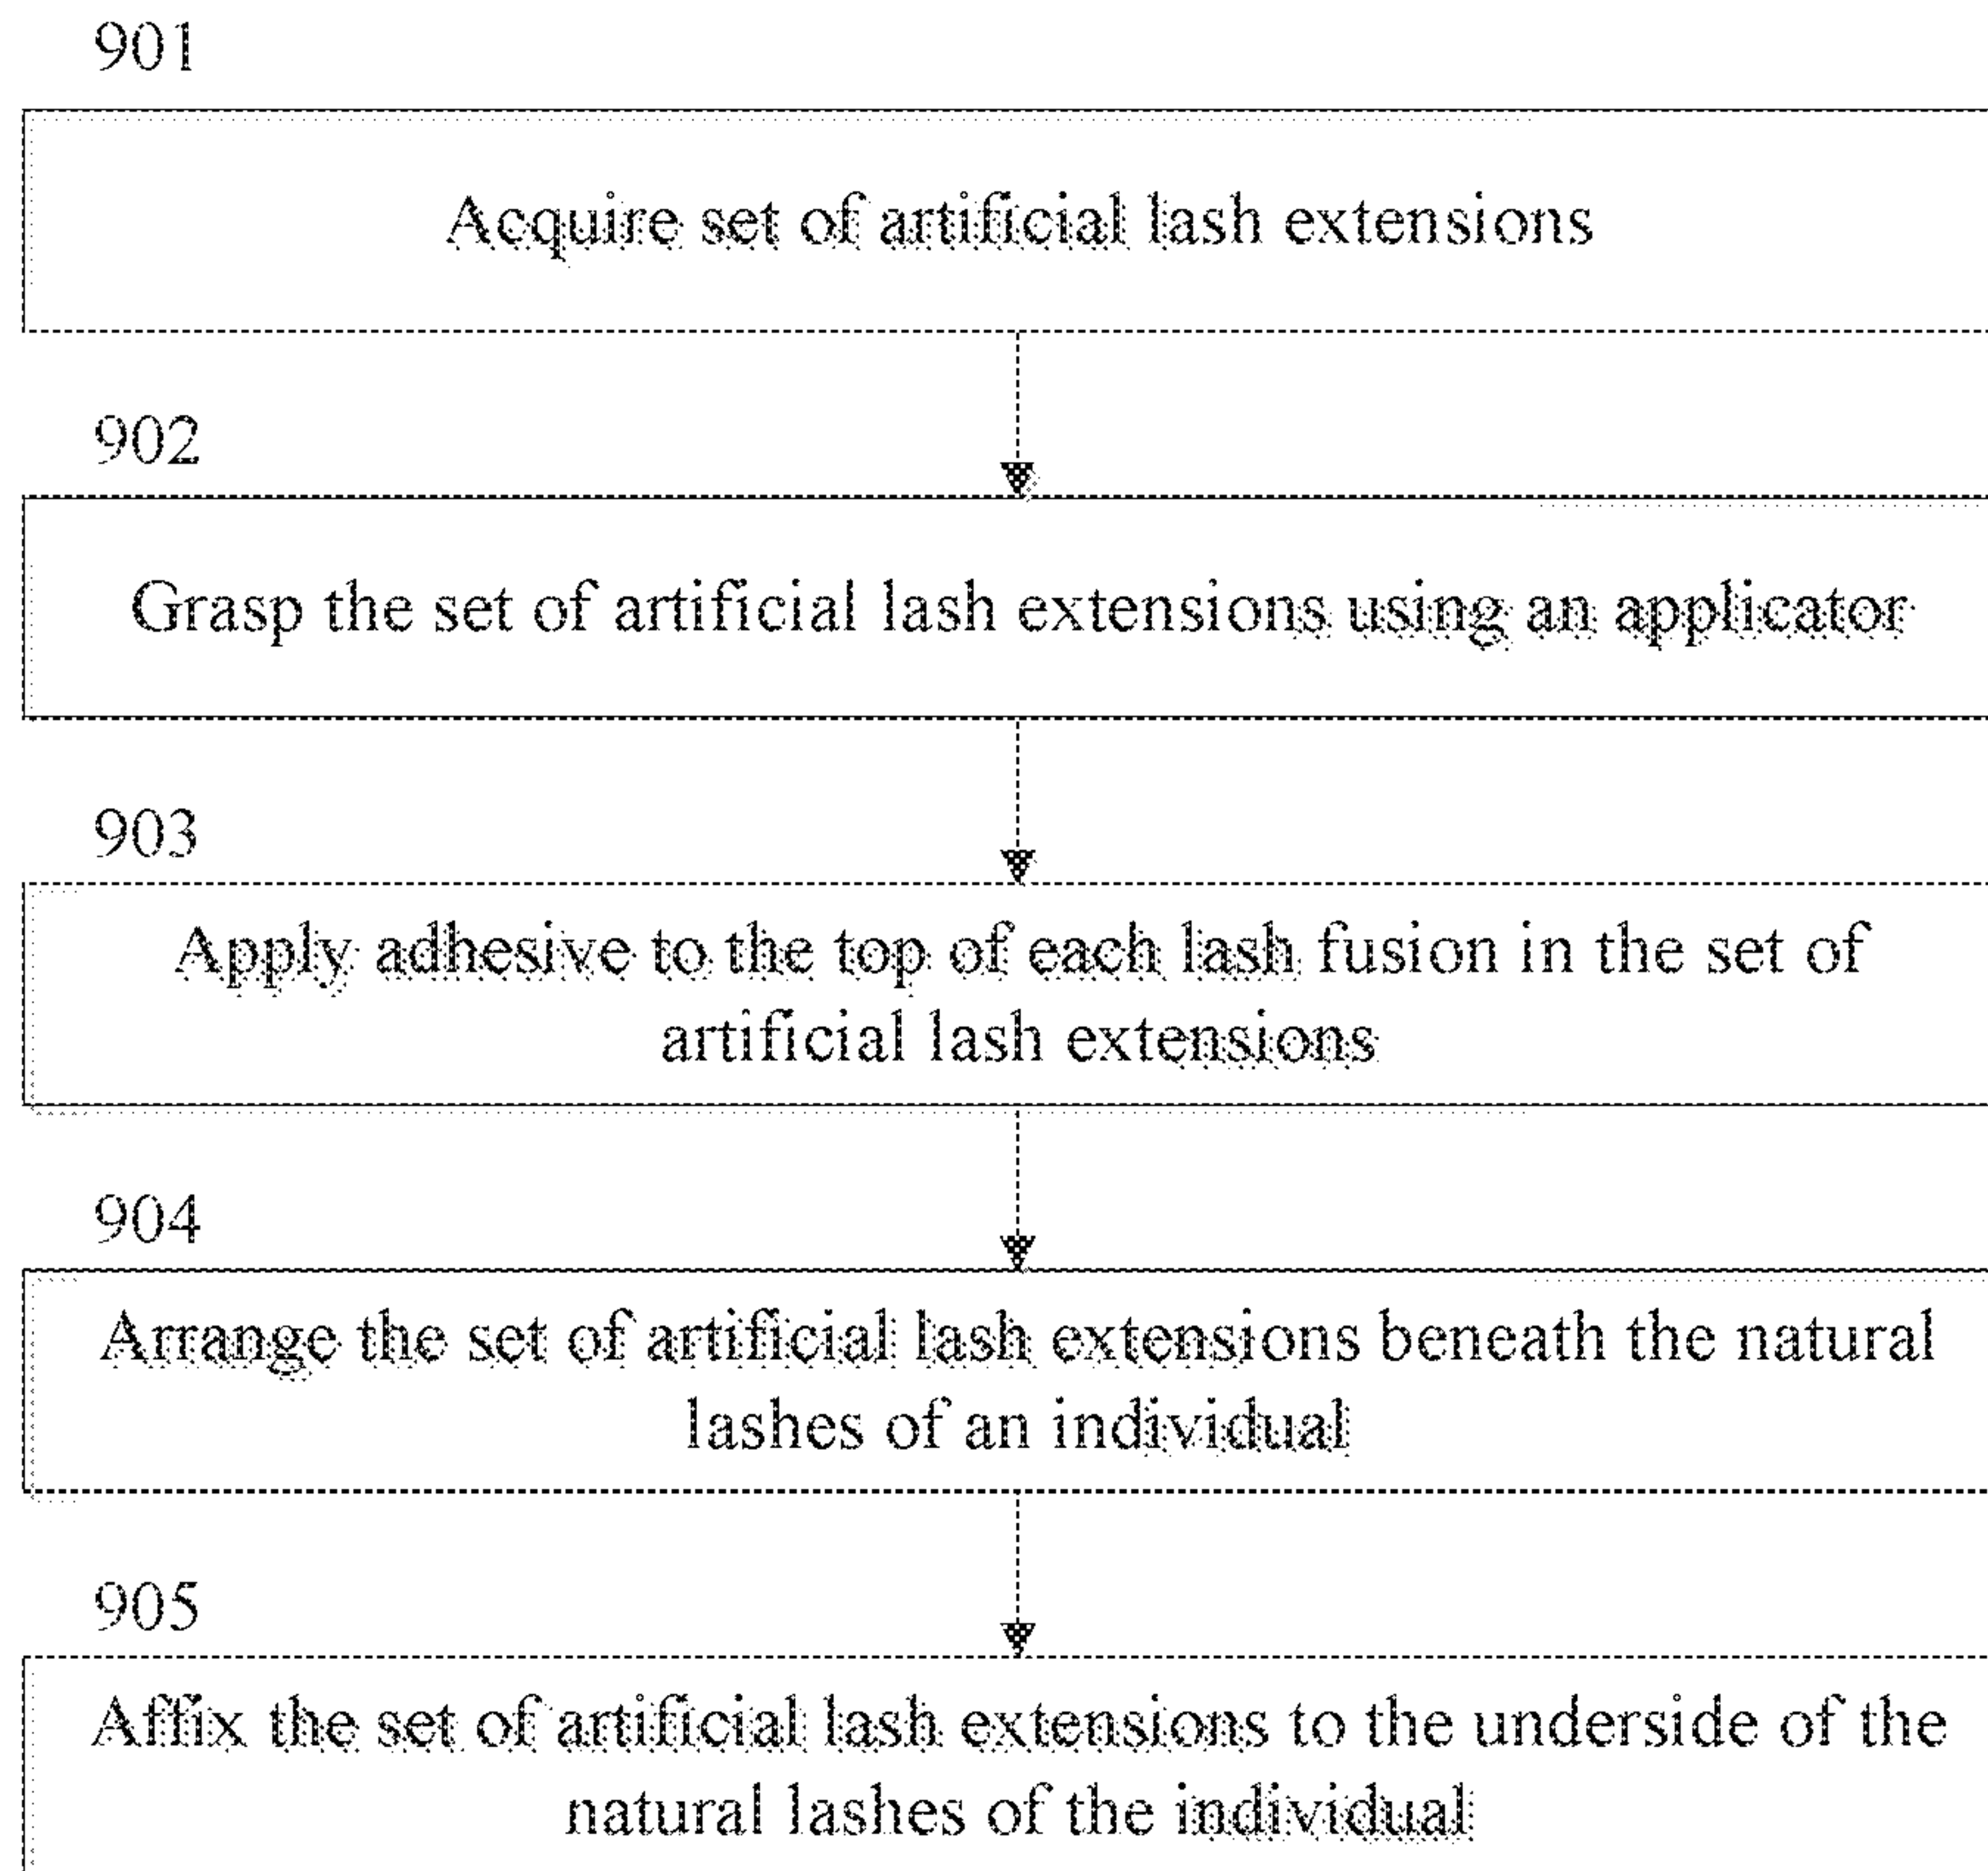 901
Acquire set of artificial lash extensions
902
Grasp the set of artificial lash extensions using an applicator
903
Apply adhesive to the top of each lash fusion in the set of
artificial lash extensions
904
Arrange the set of artificial lash extensions beneath the natural
lashes of an individual
905
Affix the set of artificial lash extensions to the underside of the
natural lashes of the individual